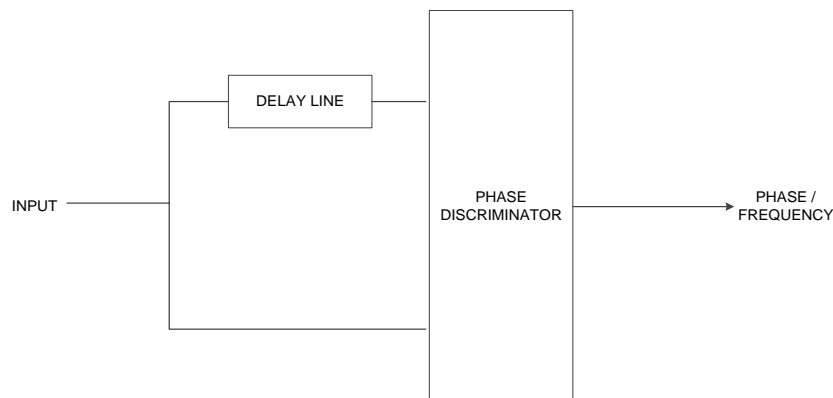 DELAY LINE
INPUT
PHASE
DISCRIMINATOR
PHASE /
FREQUENCY